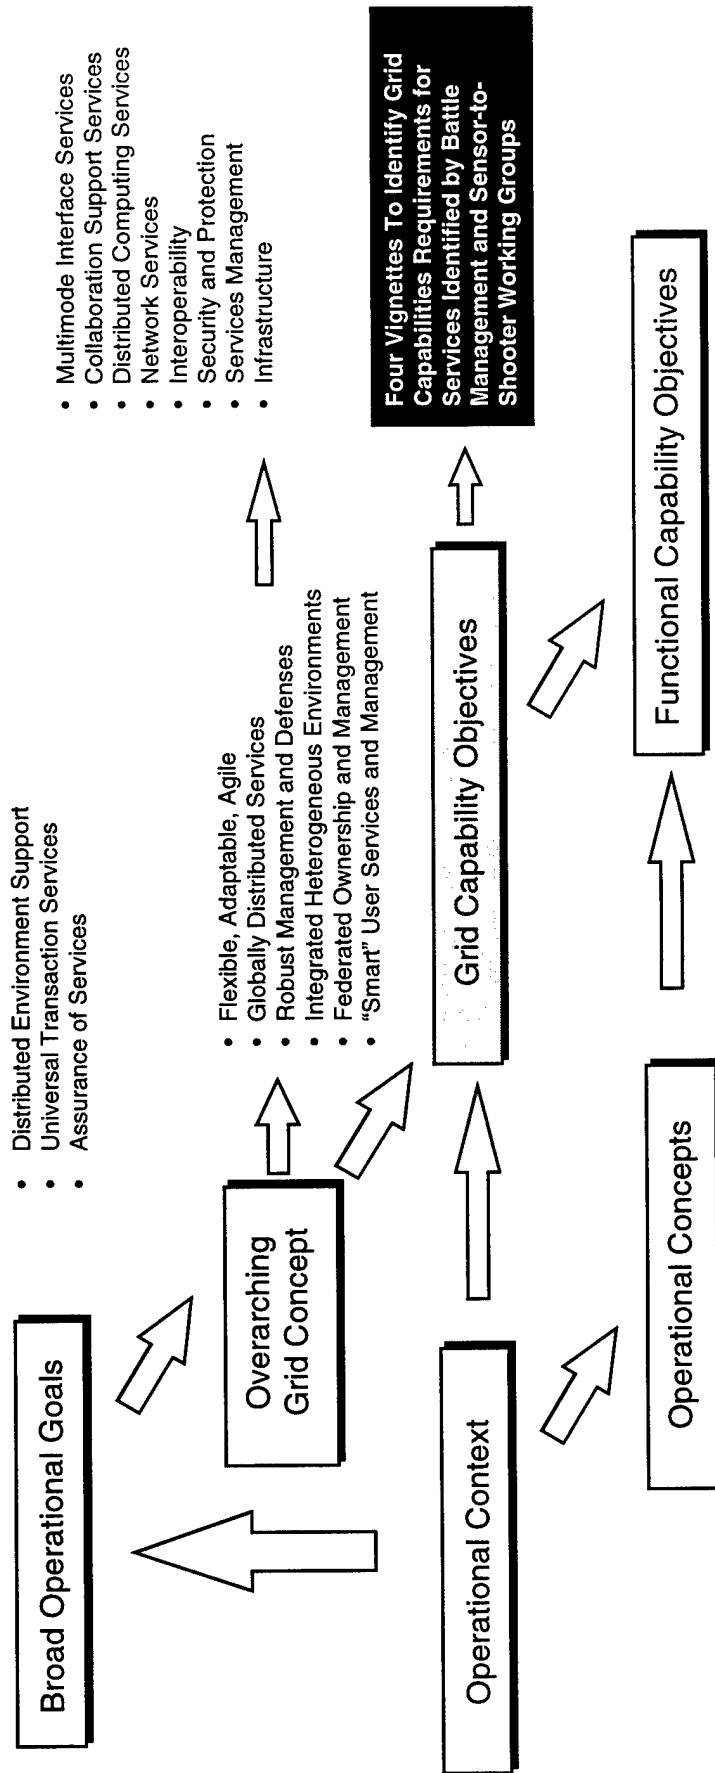 Broad Operational Goals
• Distributed Environment Support
• Universal Transaction Services
• Assurance of Services
• Multimode Interface Services
• Collaboration Support Services
• Distributed Computing Services
• Network Services
• Interoperability
• Security and Protection
• Services Management
• Infrastructure
Overarching
Grid Concept
• Flexible, Adaptable, Agile
• Globally Distributed Services
• Robust Management and Defenses
• Integrated Heterogeneous Environments
• Federated Ownership and Management
• “Smart” User Services and Management
Operational Context
Grid Capability Objectives
Four Vignettes To Identify Grid
Capabilities Requirements for
Services Identified by Battle
Management and Sensor-to-
Shooter Working Groups
Operational Concepts
Functional Capability Objectives